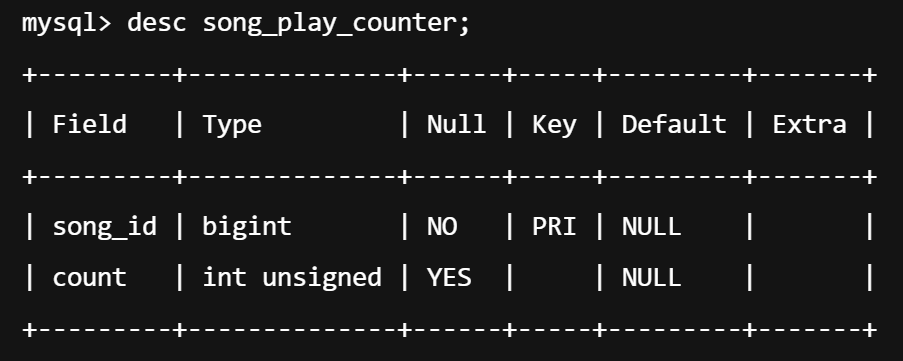 mysql> desc song_play_counter;
+---------+--------------+------+-----+---------+-------+
| Field   | Type         | Null | Key | Default | Extra |
+---------+--------------+------+-----+---------+-------+
| song_id | bigint       | NO   | PRI | NULL    |       |
| count   | int unsigned | YES  |     | NULL    |       |
+---------+--------------+------+-----+---------+-------+